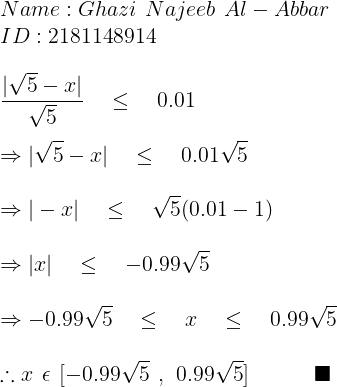 Name : Ghazi Najeeb Al − Abbar
ID : 2181148914
|√5 − x| / √5 ≤ 0.01
⇒ |√5 − x| ≤ 0.01√5
⇒ | − x| ≤ √5(0.01 − 1)
⇒ |x| ≤ −0.99√5
⇒ −0.99√5 ≤ x ≤ 0.99√5
∴ x ϵ [−0.99√5 , 0.99√5] ■